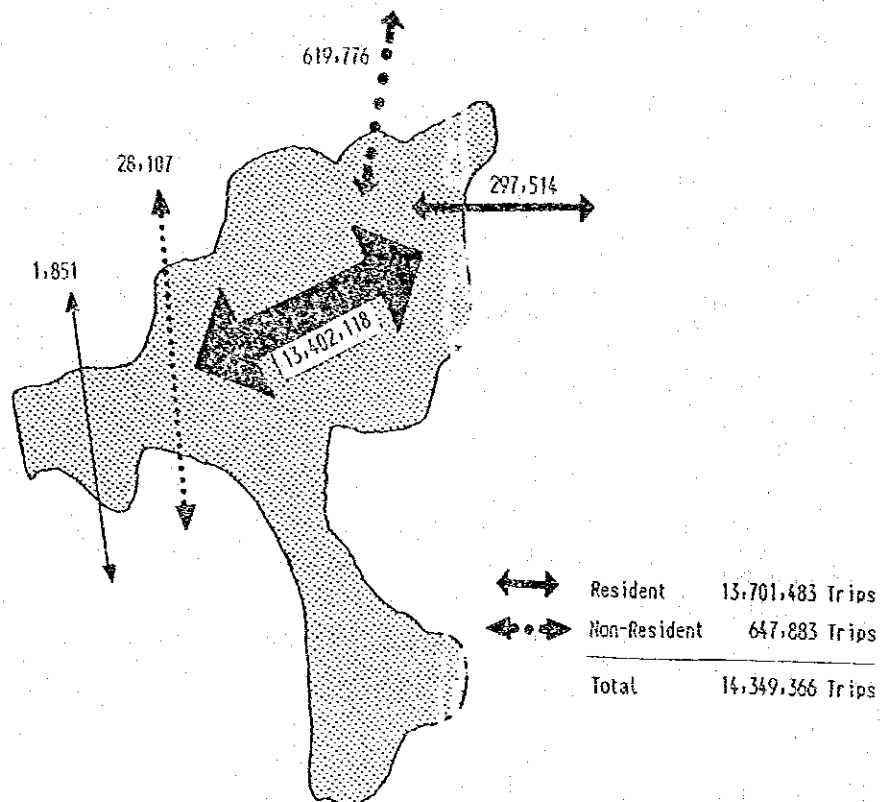 619,776
28,107
297,514
1,851
13,402,118
Resident 13,701,483 Trips
Non-Resident 647,883 Trips
Total 14,349,366 Trips